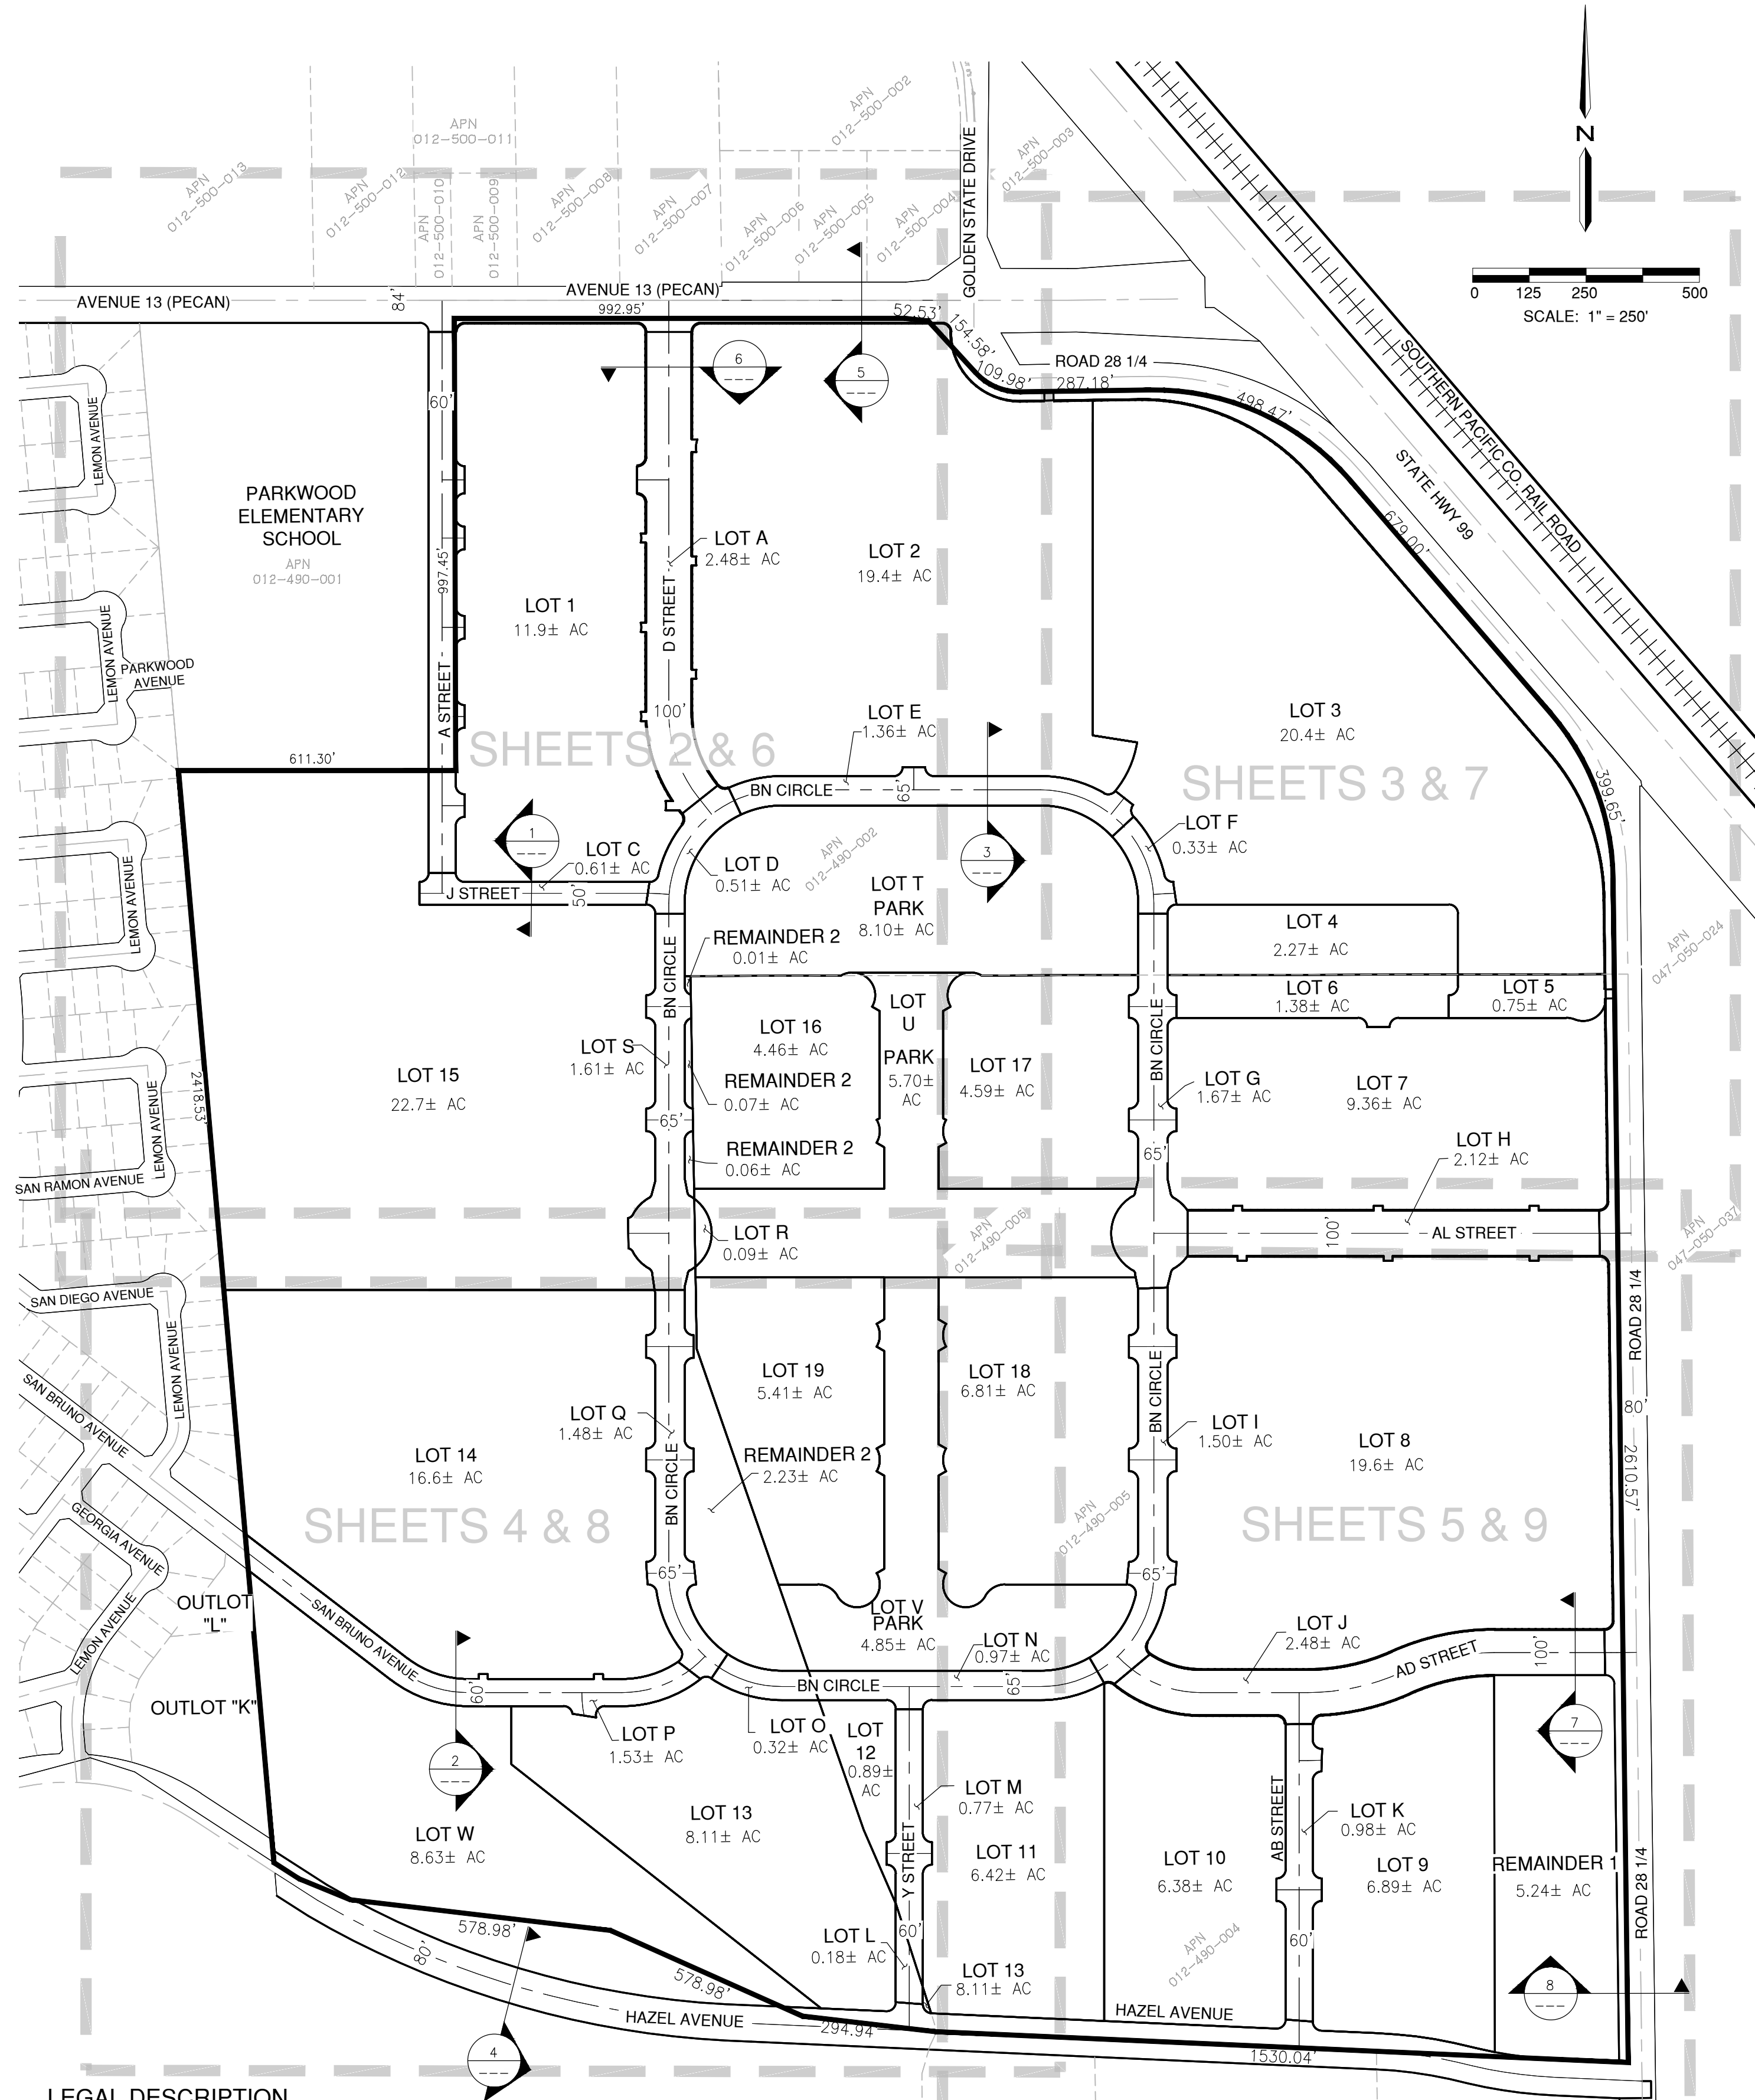 N
0 125 250 500
SCALE: 1" = 250'
APN
012-500-013
APN
012-500-012
APN
012-500-011
APN
012-500-010
APN
012-500-009
APN
012-500-008
APN
012-500-007
APN
012-500-006
APN
012-500-005
APN
012-500-004
APN
012-500-002
APN
012-500-003
GOLDEN STATE DRIVE
SOUTHERN PACIFIC CO. RAIL ROAD
STATE HWY 99
AVENUE 13 (PECAN)
84'
AVENUE 13 (PECAN)
992.95'
52.53'
154.58'
109.98'
287.18'
ROAD 28 1/4
498.47'
679.00'
399.65'
6
---
5
---
60'
LEMON AVENUE
PARKWOOD
ELEMENTARY
SCHOOL
APN
012-490-001
997.45'
A STREET
LOT 1
11.9± AC
D STREET
100'
LOT A
2.48± AC
LOT 2
19.4± AC
LOT 3
20.4± AC
LEMON AVENUE
PARKWOOD
AVENUE
611.30'
SHEETS 2 & 6
SHEETS 3 & 7
LOT E
1.36± AC
BN CIRCLE
65'
1
---
LOT C
0.61± AC
J STREET
50'
LOT D
0.51± AC
APN
012-490-002
3
---
LOT F
0.33± AC
LOT T
PARK
8.10± AC
LEMON AVENUE
REMAINDER 2
0.01± AC
BN CIRCLE
LOT 4
2.27± AC
LOT 6
1.38± AC
LOT 5
0.75± AC
APN
047-050-024
LOT 16
4.46± AC
LOT
U
PARK
5.70±
AC
LOT 17
4.59± AC
BN CIRCLE
LOT S
1.61± AC
LOT 15
22.7± AC
2418.53'
REMAINDER 2
0.07± AC
LOT G
1.67± AC
LOT 7
9.36± AC
65'
REMAINDER 2
0.06± AC
65'
LOT H
2.12± AC
LEMON AVENUE
SAN RAMON AVENUE
LOT R
0.09± AC
APN
012-490-006
100'
AL STREET
APN
047-050-037
SAN DIEGO AVENUE
LEMON AVENUE
ROAD 28 1/4
SAN BRUNO AVENUE
LOT 19
5.41± AC
LOT 18
6.81± AC
BN CIRCLE
LOT Q
1.48± AC
LOT I
1.50± AC
80'
LOT 14
16.6± AC
BN CIRCLE
REMAINDER 2
2.23± AC
LOT 8
19.6± AC
2610.57'
SHEETS 4 & 8
SHEETS 5 & 9
APN
012-490-005
GEORGIA AVENUE
65'
65'
OUTLOT
"L"
SAN BRUNO AVENUE
LEMON AVENUE
LOT V
PARK
4.85± AC
LOT N
0.97± AC
LOT J
2.48± AC
AD STREET
100'
60'
BN CIRCLE
65'
OUTLOT "K"
LOT P
1.53± AC
LOT O
0.32± AC
LOT
12
0.89±
AC
7
---
2
---
LOT M
0.77± AC
LOT 13
8.11± AC
AB STREET
LOT K
0.98± AC
LOT W
8.63± AC
Y STREET
LOT 11
6.42± AC
LOT 10
6.38± AC
LOT 9
6.89± AC
REMAINDER 1
5.24± AC
ROAD 28 1/4
578.98'
80'
LOT L
0.18± AC
60'
APN
012-490-004
60'
578.98'
LOT 13
8.11± AC
8
---
HAZEL AVENUE
294.94'
HAZEL AVENUE
1530.04'
4
---
LEGAL DESCRIPTION